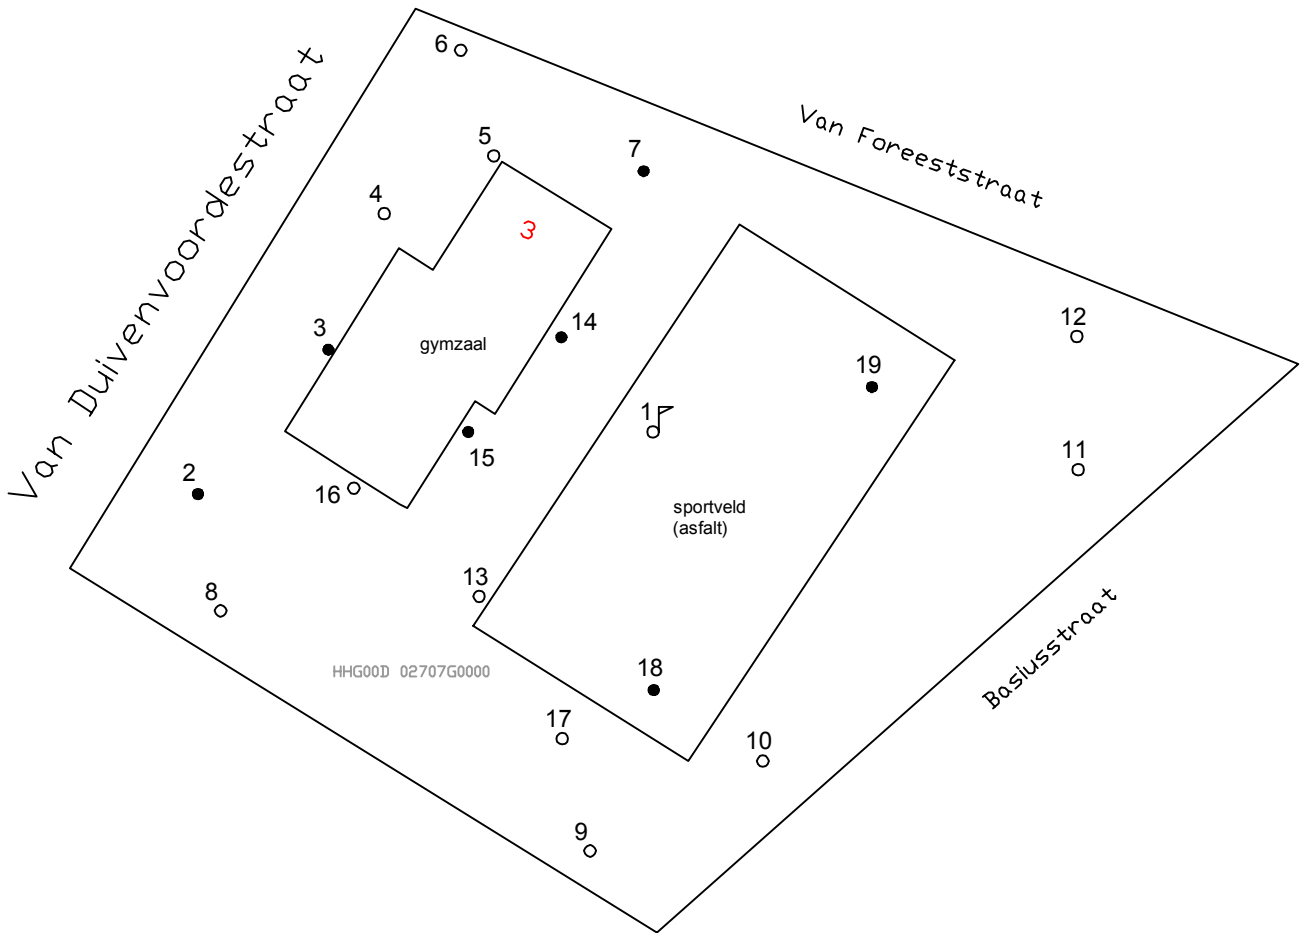 6
Van Duivenvoordestraat
Van Foreeststraat
5
7
4
3
12
3
14
gymzaal
19
1
11
15
2
16
sportveld
(asfalt)
13
8
Basiusstraat
HHG00D 02707G0000
18
17
10
9